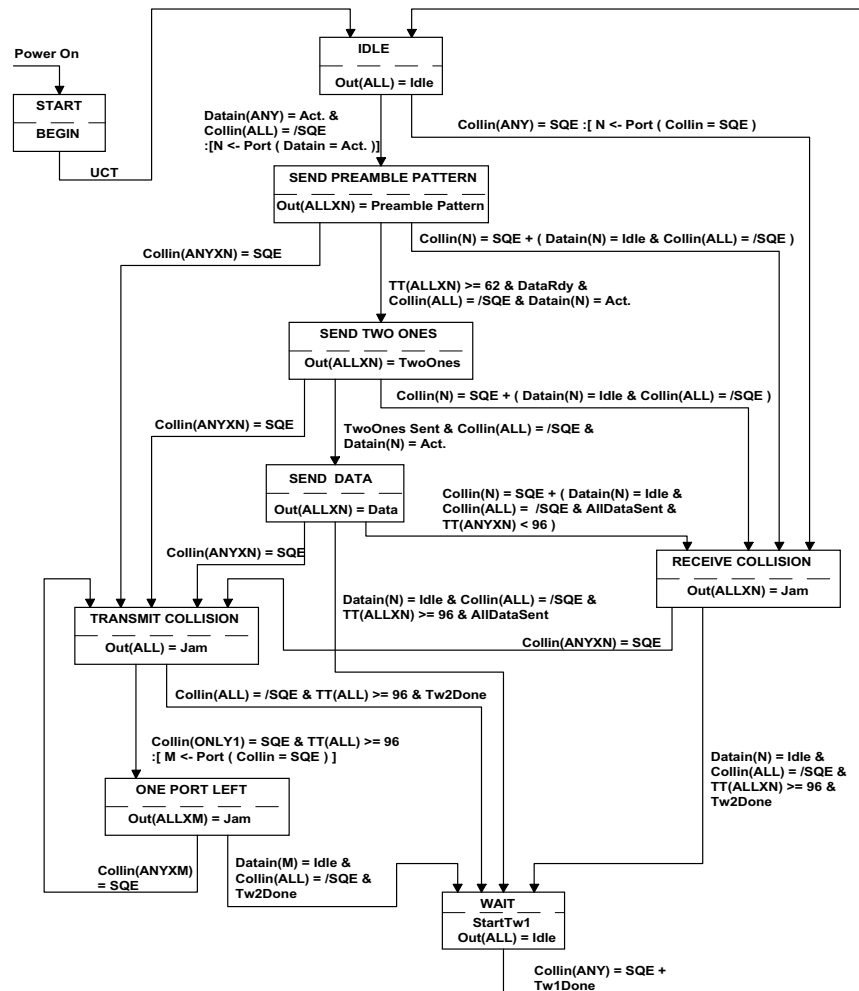 Power On
START
BEGIN
UCT
IDLE
Out(ALL) = Idle
Datain(ANY) = Act. &
Collin(ALL) = /SQE
:[N <- Port ( Datain = Act. )]
Collin(ANY) = SQE :[ N <- Port ( Collin = SQE )
SEND PREAMBLE PATTERN
Out(ALLXN) = Preamble Pattern
Collin(ANYXN) = SQE
Collin(N) = SQE + ( Datain(N) = Idle & Collin(ALL) = /SQE )
TT(ALLXN) >= 62 & DataRdy &
Collin(ALL) = /SQE & Datain(N) = Act.
SEND TWO ONES
Out(ALLXN) = TwoOnes
Collin(ANYXN) = SQE
Collin(N) = SQE + ( Datain(N) = Idle & Collin(ALL) = /SQE )
TwoOnes Sent & Collin(ALL) = /SQE &
Datain(N) = Act.
SEND DATA
Out(ALLXN) = Data
Collin(N) = SQE + ( Datain(N) = Idle &
Collin(ALL) = /SQE & AllDataSent &
TT(ANYXN) < 96 )
Collin(ANYXN) = SQE
RECEIVE COLLISION
Out(ALLXN) = Jam
Datain(N) = Idle & Collin(ALL) = /SQE &
TT(ALLXN) >= 96 & AllDataSent
TRANSMIT COLLISION
Out(ALL) = Jam
Collin(ANYXN) = SQE
Collin(ALL) = /SQE & TT(ALL) >= 96 & Tw2Done
Collin(ONLY1) = SQE & TT(ALL) >= 96
:[ M <- Port ( Collin = SQE ) ]
Datain(N) = Idle &
Collin(ALL) = /SQE &
TT(ALLXN) >= 96 &
Tw2Done
ONE PORT LEFT
Out(ALLXM) = Jam
Collin(ANYXM)
= SQE
Datain(M) = Idle &
Collin(ALL) = /SQE &
Tw2Done
WAIT
StartTw1
Out(ALL) = Idle
Collin(ANY) = SQE +
Tw1Done